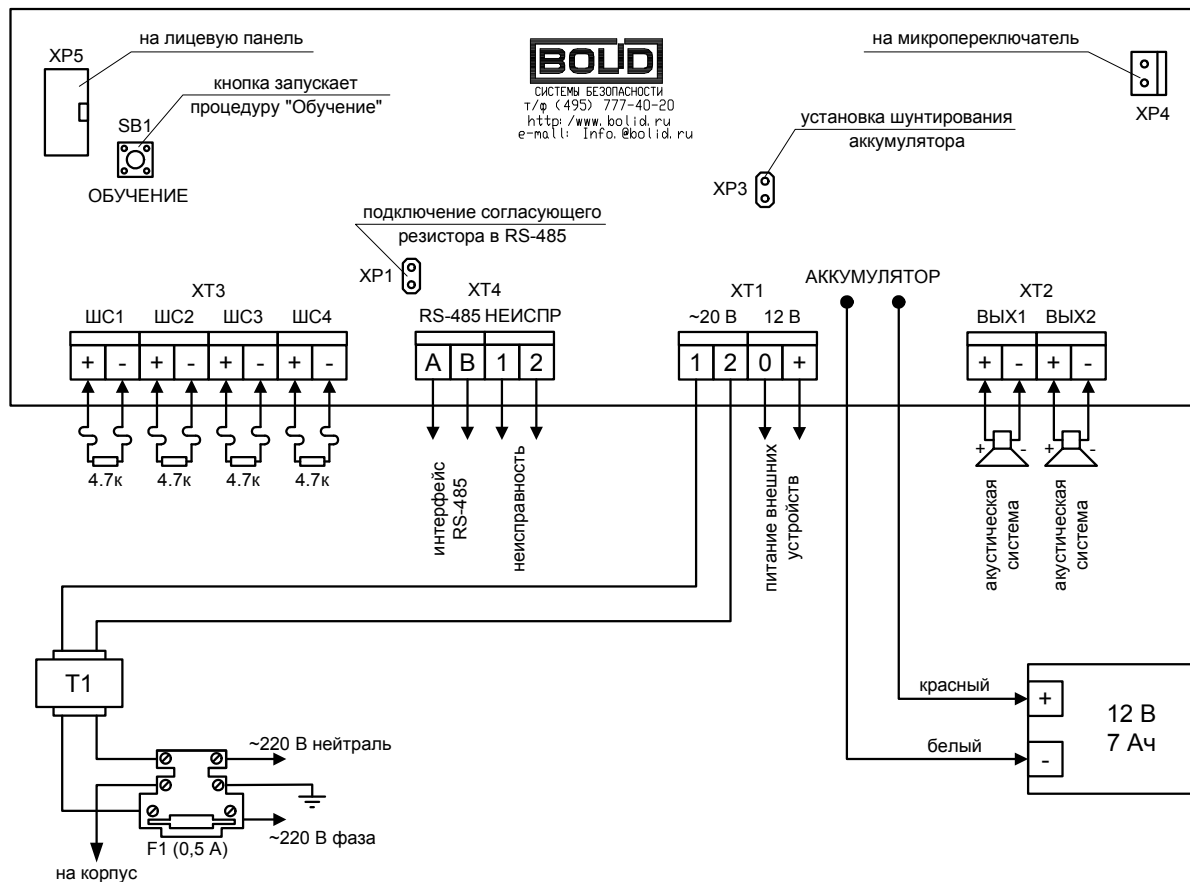 на лицевую панель
XP5
кнопка запускает
процедуру "Обучение"
SB1
ОБУЧЕНИЕ
BOLID
СИСТЕМЫ БЕЗОПАСНОСТИ
т/ф (495) 777-40-20
http:/www.bolid.ru
e-mail: Info.@bolid.ru
на микропереключатель
XP4
установка шунтирования
аккумулятора
XP3
подключение согласующего
резистора в RS-485
XP1
XT3
ШС1 ШС2 ШС3 ШС4
+ - + - + - + -
4.7к 4.7к 4.7к 4.7к
XT4
RS-485 НЕИСПР
A B 1 2
интерфейс
RS-485
неисправность
XT1
~20 В 12 В
1 2 0 +
питание внешних
устройств
АККУМУЛЯТОР
XT2
ВЫХ1 ВЫХ2
+ - + -
+ - + -
акустическая
система
акустическая
система
T1
красный
+
белый
-
12 В
7 Ач
~220 В нейтраль
~220 В фаза
F1 (0,5 А)
на корпус